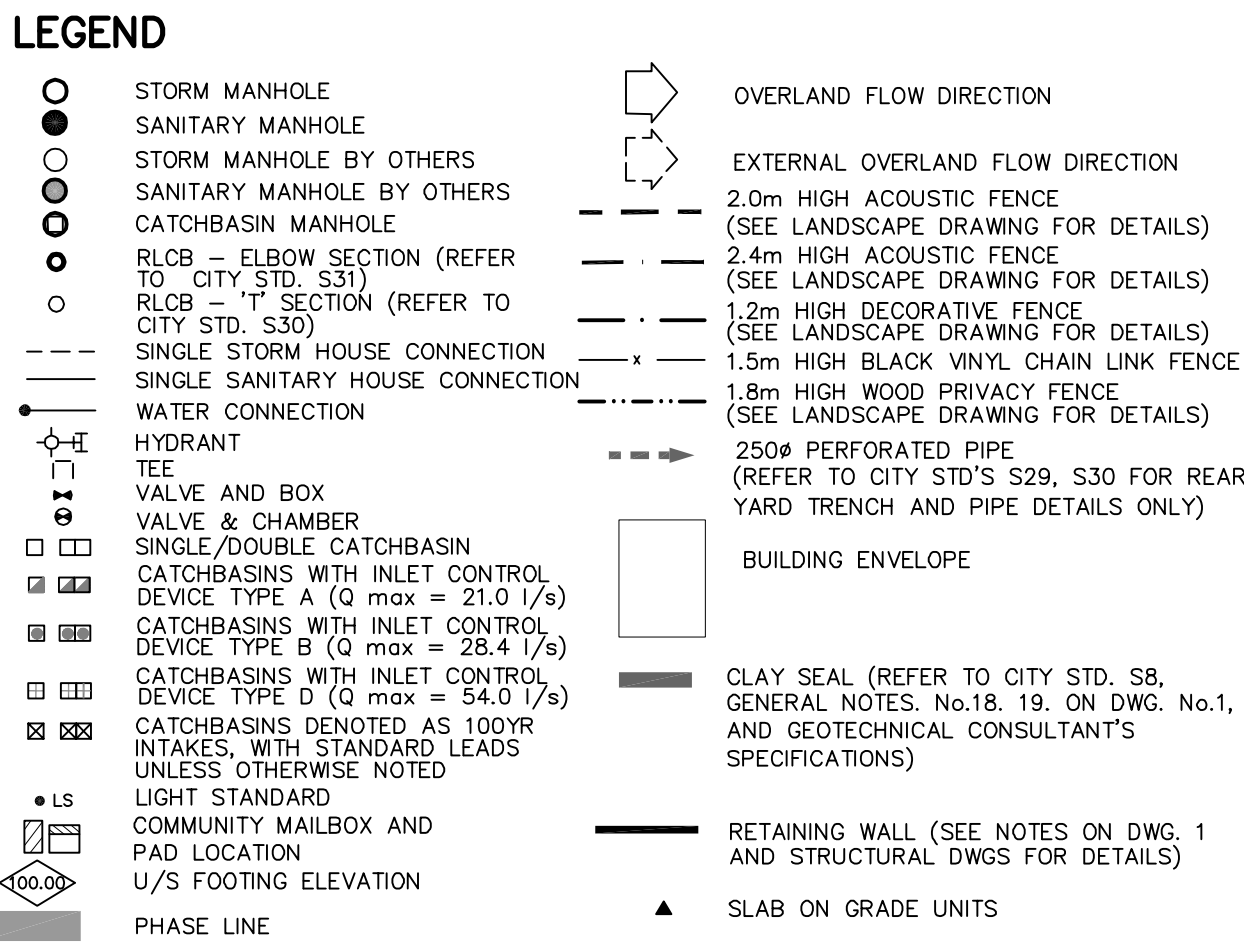 LEGEND
STORM MANHOLE
SANITARY MANHOLE
STORM MANHOLE BY OTHERS
SANITARY MANHOLE BY OTHERS
CATCHBASIN MANHOLE
RLCB – ELBOW SECTION (REFER
TO CITY STD. S31)
RLCB – 'T' SECTION (REFER TO
CITY STD. S30)
SINGLE STORM HOUSE CONNECTION
SINGLE SANITARY HOUSE CONNECTION
WATER CONNECTION
HYDRANT
TEE
VALVE AND BOX
VALVE & CHAMBER
SINGLE/DOUBLE CATCHBASIN
CATCHBASINS WITH INLET CONTROL
DEVICE TYPE A (Q max = 21.0 l/s)
CATCHBASINS WITH INLET CONTROL
DEVICE TYPE B (Q max = 28.4 l/s)
CATCHBASINS WITH INLET CONTROL
DEVICE TYPE D (Q max = 54.0 l/s)
CATCHBASINS DENOTED AS 100YR
INTAKES, WITH STANDARD LEADS
UNLESS OTHERWISE NOTED
LS LIGHT STANDARD
COMMUNITY MAILBOX AND
PAD LOCATION
100.00 U/S FOOTING ELEVATION
PHASE LINE
OVERLAND FLOW DIRECTION
EXTERNAL OVERLAND FLOW DIRECTION
2.0m HIGH ACOUSTIC FENCE
(SEE LANDSCAPE DRAWING FOR DETAILS)
2.4m HIGH ACOUSTIC FENCE
(SEE LANDSCAPE DRAWING FOR DETAILS)
1.2m HIGH DECORATIVE FENCE
(SEE LANDSCAPE DRAWING FOR DETAILS)
x 1.5m HIGH BLACK VINYL CHAIN LINK FENCE
1.8m HIGH WOOD PRIVACY FENCE
(SEE LANDSCAPE DRAWING FOR DETAILS)
250ø PERFORATED PIPE
(REFER TO CITY STD'S S29, S30 FOR REAR
YARD TRENCH AND PIPE DETAILS ONLY)
BUILDING ENVELOPE
CLAY SEAL (REFER TO CITY STD. S8,
GENERAL NOTES. No.18. 19. ON DWG. No.1,
AND GEOTECHNICAL CONSULTANT'S
SPECIFICATIONS)
RETAINING WALL (SEE NOTES ON DWG. 1
AND STRUCTURAL DWGS FOR DETAILS)
SLAB ON GRADE UNITS